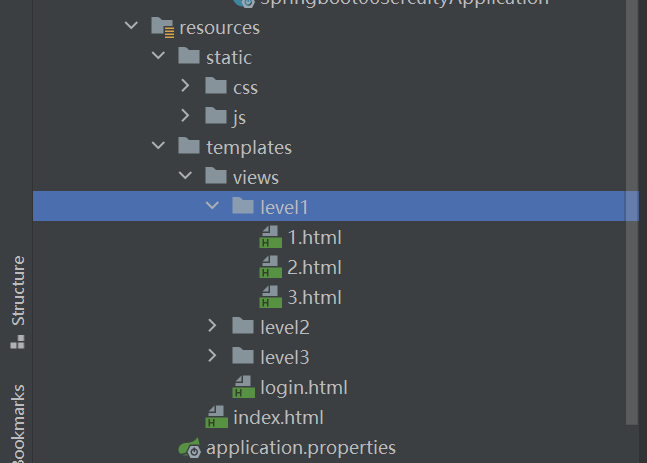 resources
static
css
js
templates
views
level1
1.html
2.html
3.html
level2
level3
login.html
index.html
application.properties
Structure
Bookmarks